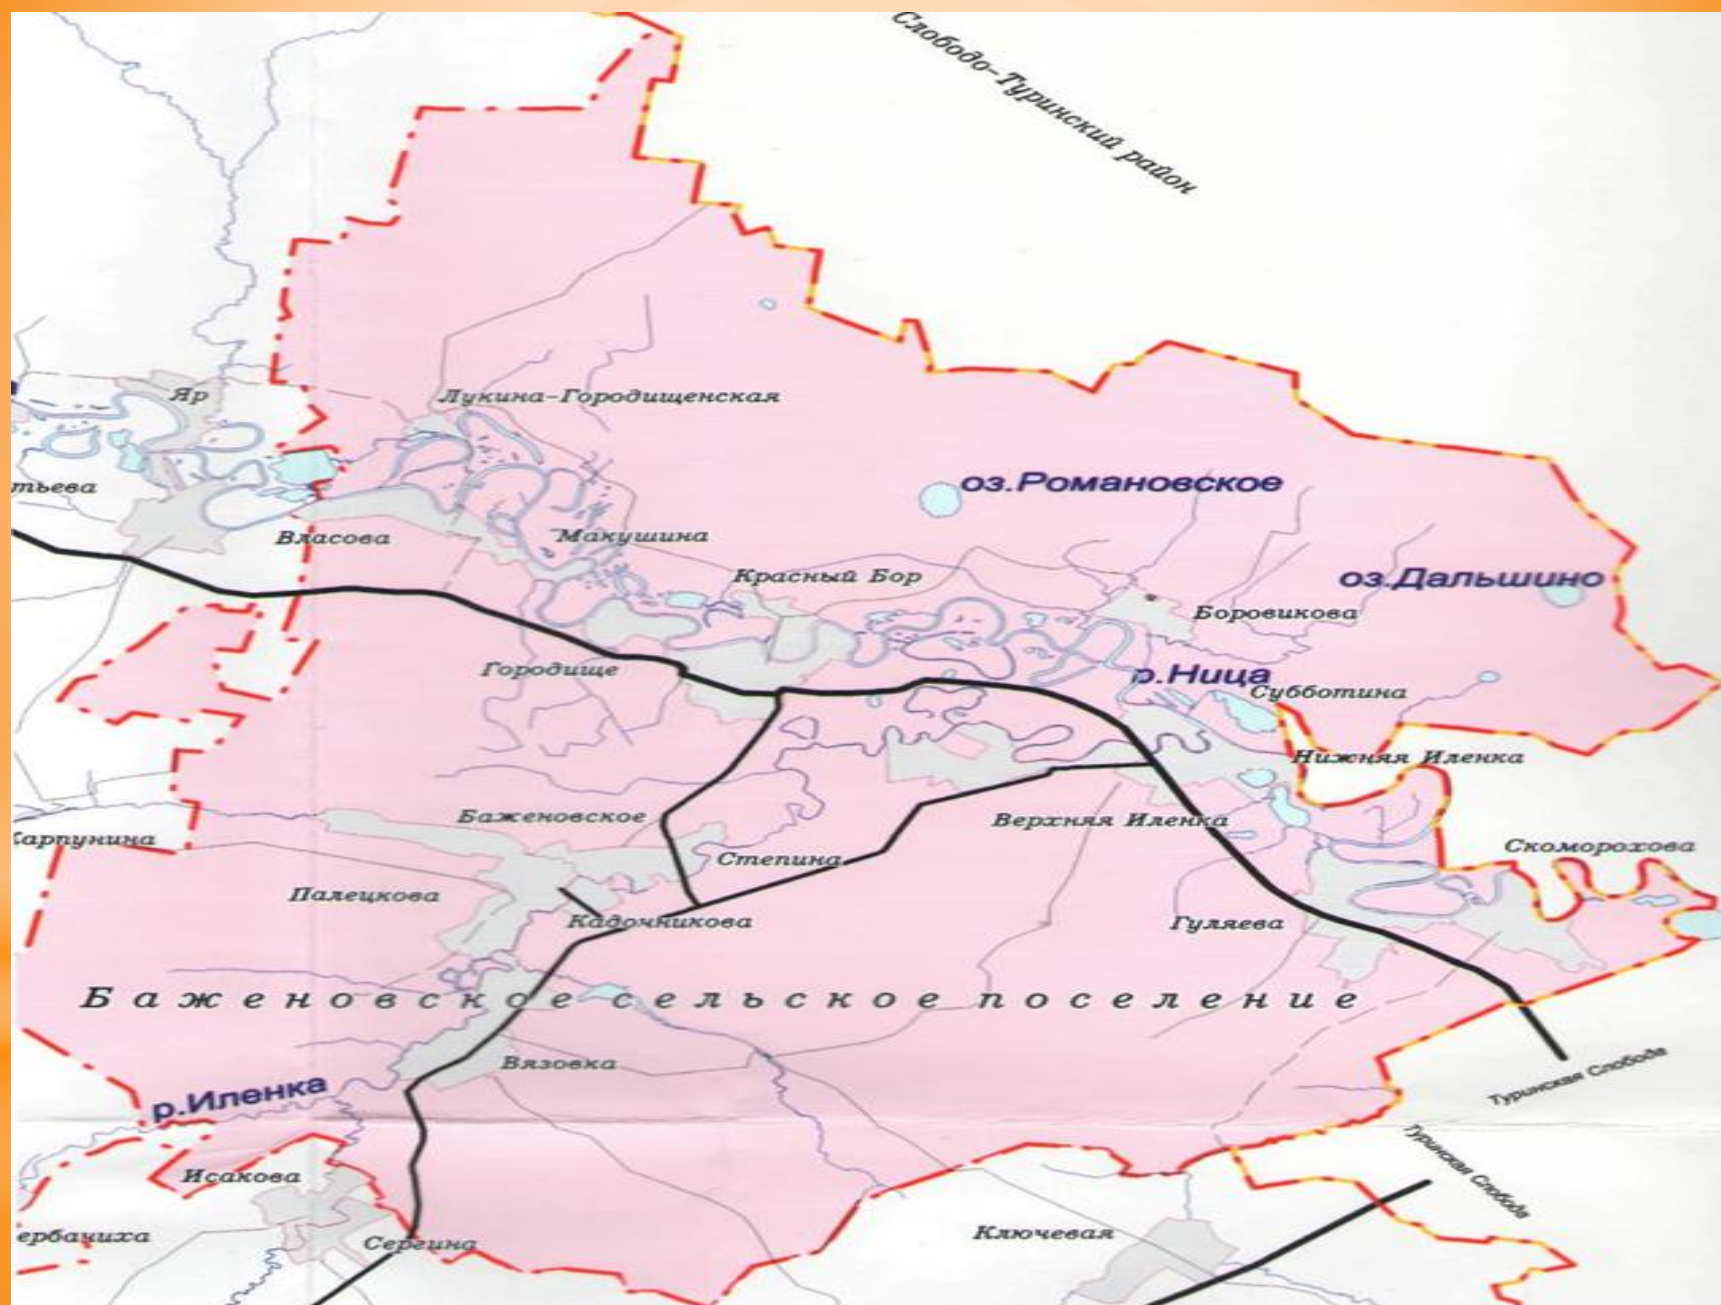 Слободо-Туринский район
Яр
Лукина-Городищенская
оз.Романовское
тьева
Власова
Макушина
Красный Бор
оз.Дальшино
Боровикова
Городище
р.Ница
Субботина
Нижняя Иленка
Баженовское
Верхняя Иленка
Карпунина
Степина
Скоморохова
Палецкова
Кадочникова
Гуляева
Баженовское сельское поселение
Вязовка
Туринская Слобода
р.Иленка
Туринская Слобода
Исакова
ербачиха
Сергина
Ключевая